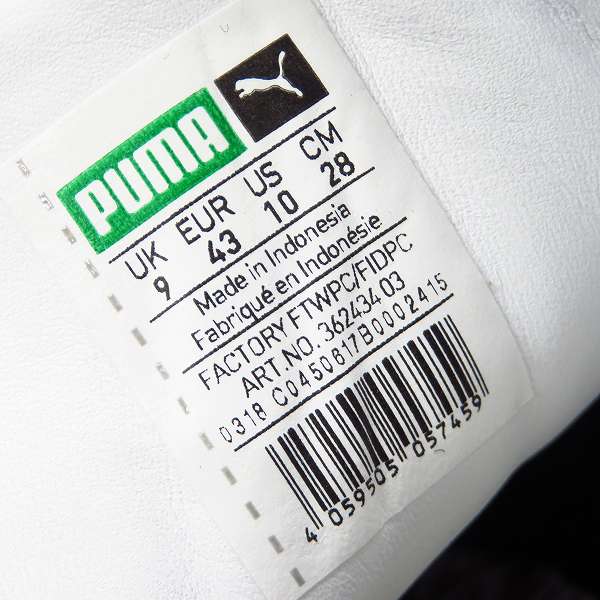 PUMA
UK EUR US CM
9 43 10 28
Made in Indonesia
Fabriqué en Indonésie
FACTORY FTWPC/FIDPC
ART.NO. 362434 03
0318 C0450617B0002415
4 059505 057459